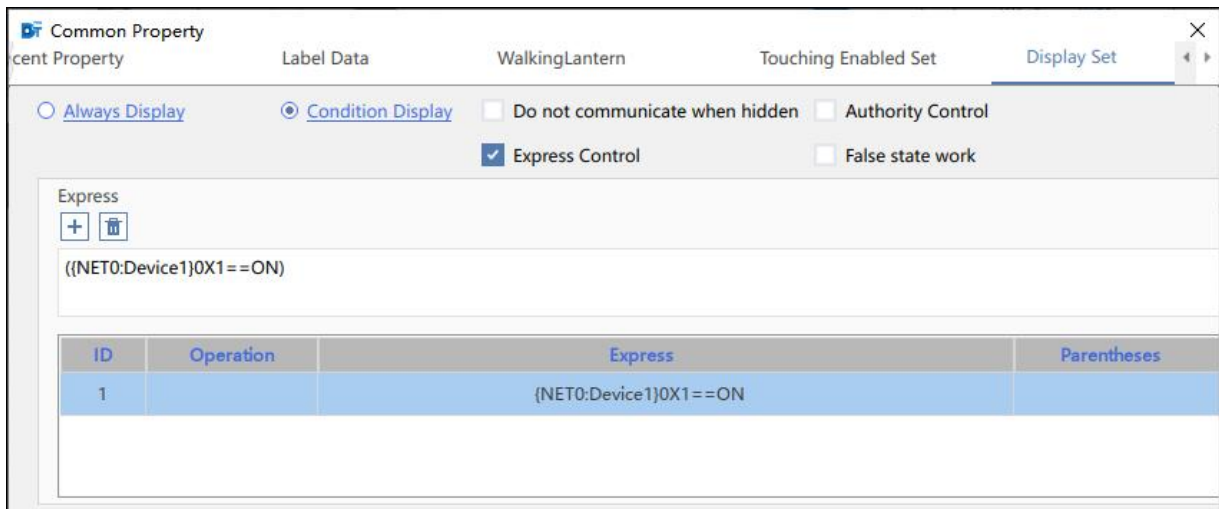 DT Common Property
cent Property Label Data WalkingLantern Touching Enabled Set Display Set
Always Display Condition Display Do not communicate when hidden Authority Control
Express Control False state work
Express
({NET0:Device1}0X1==ON)
ID Operation Express Parentheses
1 {NET0:Device1}0X1==ON